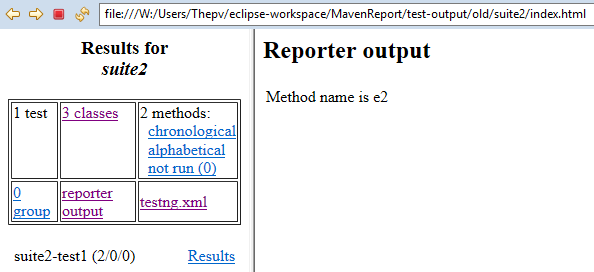 file:///W:/Users/Thepv/eclipse-workspace/MavenReport/test-output/old/suite2/index.html
Results for
suite2
1 test
3 classes
2 methods:
chronological
alphabetical
not run (0)
0
group
reporter
output
testng.xml
suite2-test1 (2/0/0)
Results
Reporter output
Method name is e2